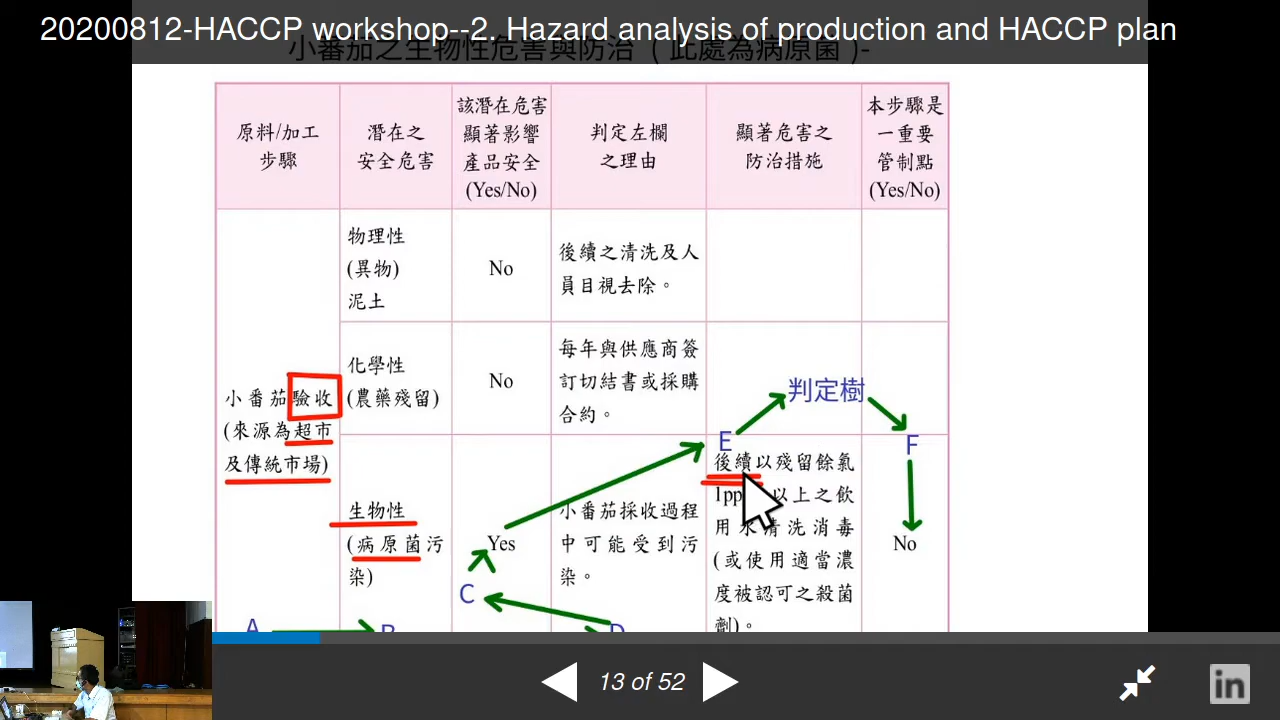 20200812-HACCP workshop--2. Hazard analysis of production and HACCP plan
小番茄之生物性危害與防治（此處為病原菌)-
原料/加工
步驟
潛在之
安全危害
該潛在危害
顯著影響
產品安全
(Yes/No)
判定左欄
之理由
顯著危害之
防治措施
本步驟是
一重要
管制點
(Yes/No)
小番茄驗收
(來源為超市
及傳統市場)
物理性
(異物)
泥土
No
後續之清洗及人
員目視去除。
化學性
(農藥殘留)
No
每年與供應商簽
訂切結書或採購
合約。
生物性
(病原菌污
染)
Yes
小番茄採收過程
中可能受到污
染。
後續以殘留餘氯
1pp 以上之飲
用水清洗消毒
(或使用適當濃
度被認可之殺菌
劑)。
No
判定樹
E
F
C
A
B
D
13 of 52
in